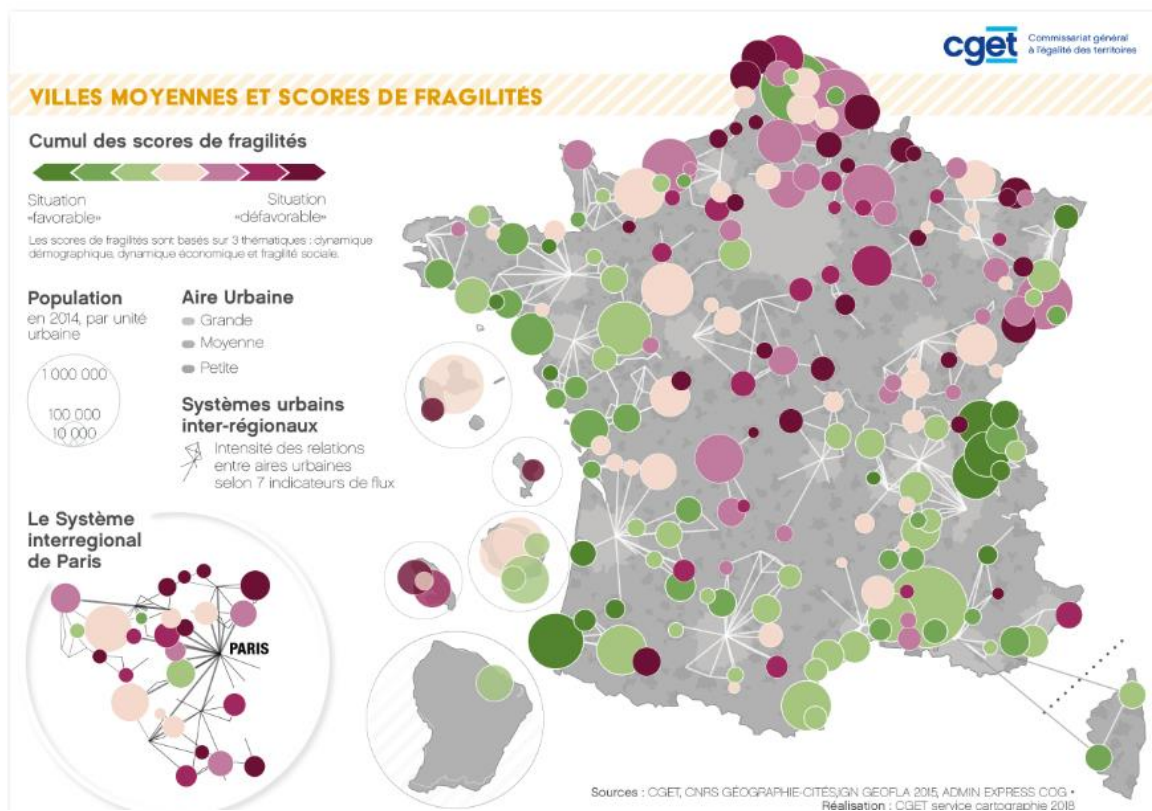 cget
Commissariat général
à l'égalité des territoires
VILLES MOYENNES ET SCORES DE FRAGILITÉS
Cumul des scores de fragilités
Situation
«favorable»
Situation
«défavorable»
Les scores de fragilités sont basés sur 3 thématiques : dynamique
démographique, dynamique économique et fragilité sociale.
Population
en 2014, par unité
urbaine
1 000 000
100 000
10 000
Aire Urbaine
Grande
Moyenne
Petite
Systèmes urbains
inter-régionaux
Intensité des relations
entre aires urbaines
selon 7 indicateurs de flux
Le Système
interregional
de Paris
PARIS
Sources : CGET, CNRS GÉOGRAPHIE-CITÉS,IGN GEOFLA 2015, ADMIN EXPRESS COG •
Réalisation : CGET service cartographie 2018